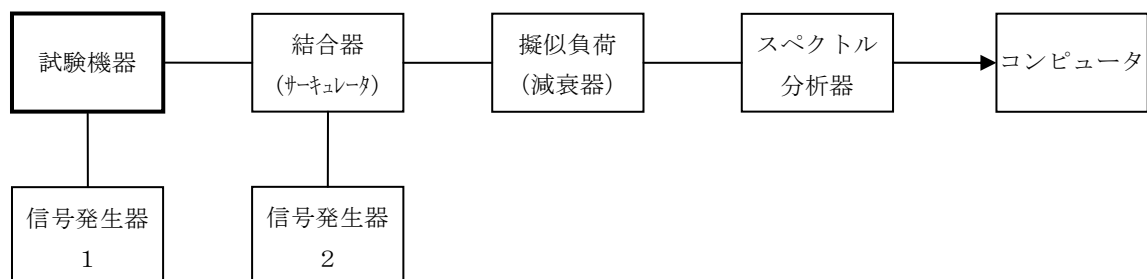 試験機器
結合器
(ｻｰｷｭﾚｰﾀ)
擬似負荷
(減衰器)
スペクトル
分析器
コンピュータ
信号発生器
1
信号発生器
2